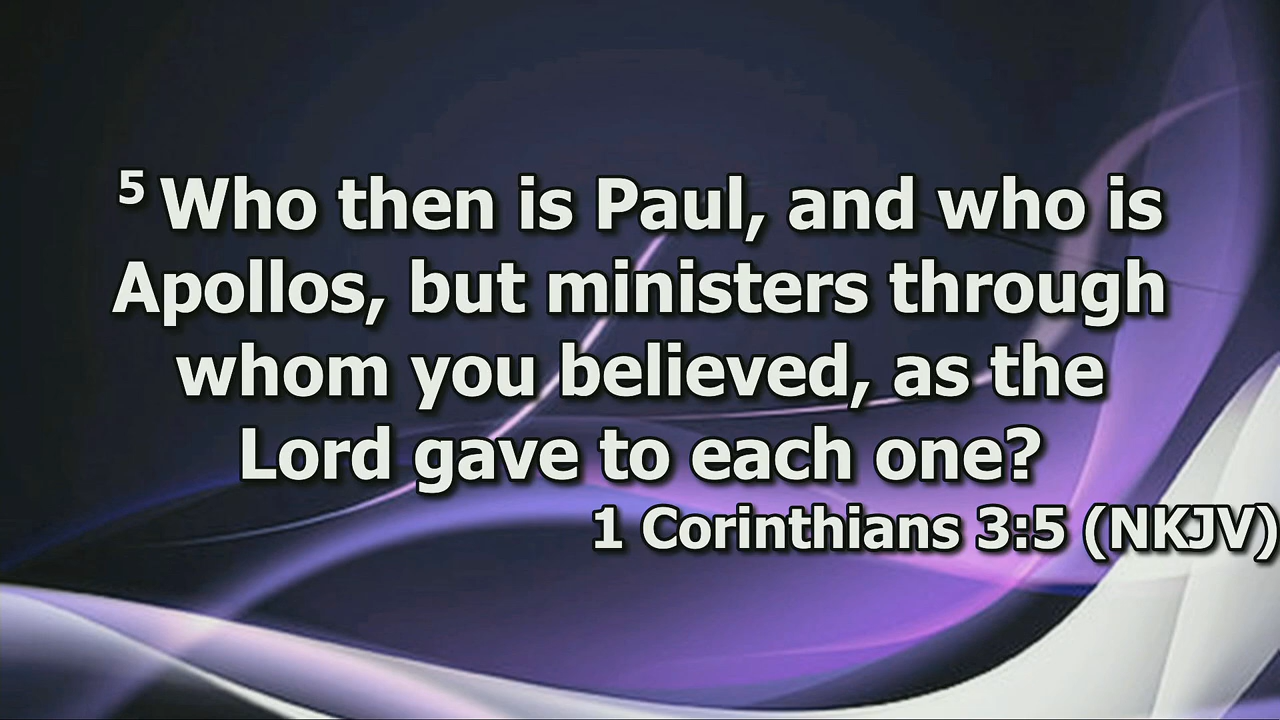 5 Who then is Paul, and who is
Apollos, but ministers through
whom you believed, as the
Lord gave to each one?
1 Corinthians 3:5 (NKJV)